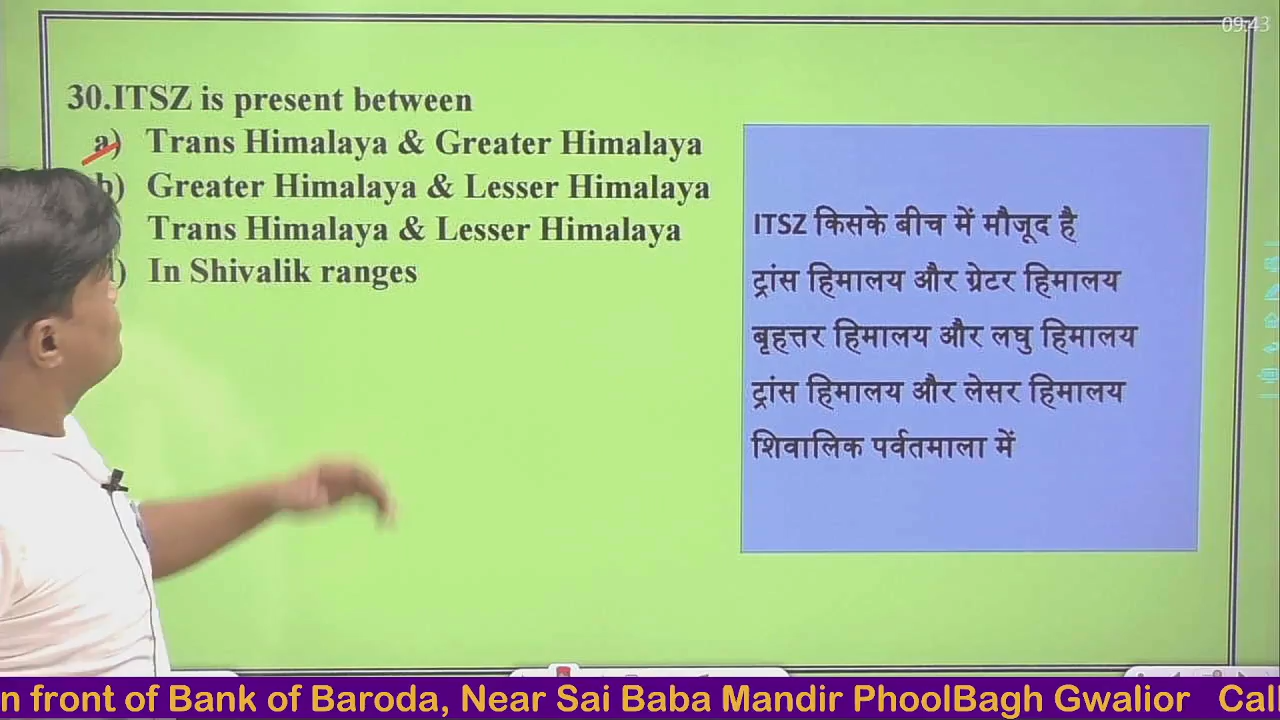 09:43
30.ITSZ is present between
a) Trans Himalaya & Greater Himalaya
b) Greater Himalaya & Lesser Himalaya
Trans Himalaya & Lesser Himalaya
) In Shivalik ranges
ITSZ किसके बीच में मौजूद है
ट्रांस हिमालय और ग्रेटर हिमालय
बृहत्तर हिमालय और लघु हिमालय
ट्रांस हिमालय और लेसर हिमालय
शिवालिक पर्वतमाला में
n front of Bank of Baroda, Near Sai Baba Mandir PhoolBagh Gwalior Cal